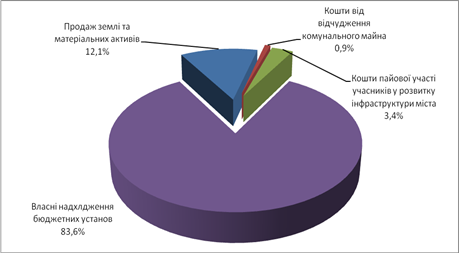 Продаж землі та
матеріальних активів
12,1%
Кошти від
відчудження
комунального майна
0,9%
Кошти пайової участі
учасників у розвитку
інфраструктури міста
3,4%
Власні надхлдження
бюджетних установ
83,6%